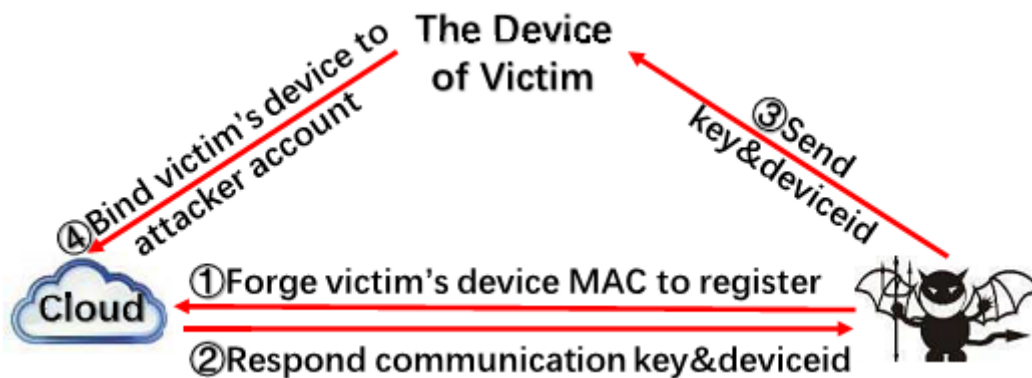 The Device
of Victim
④Bind victim's device to
attacker account
③Send
key&deviceid
Cloud
①Forge victim's device MAC to register
②Respond communication key&deviceid